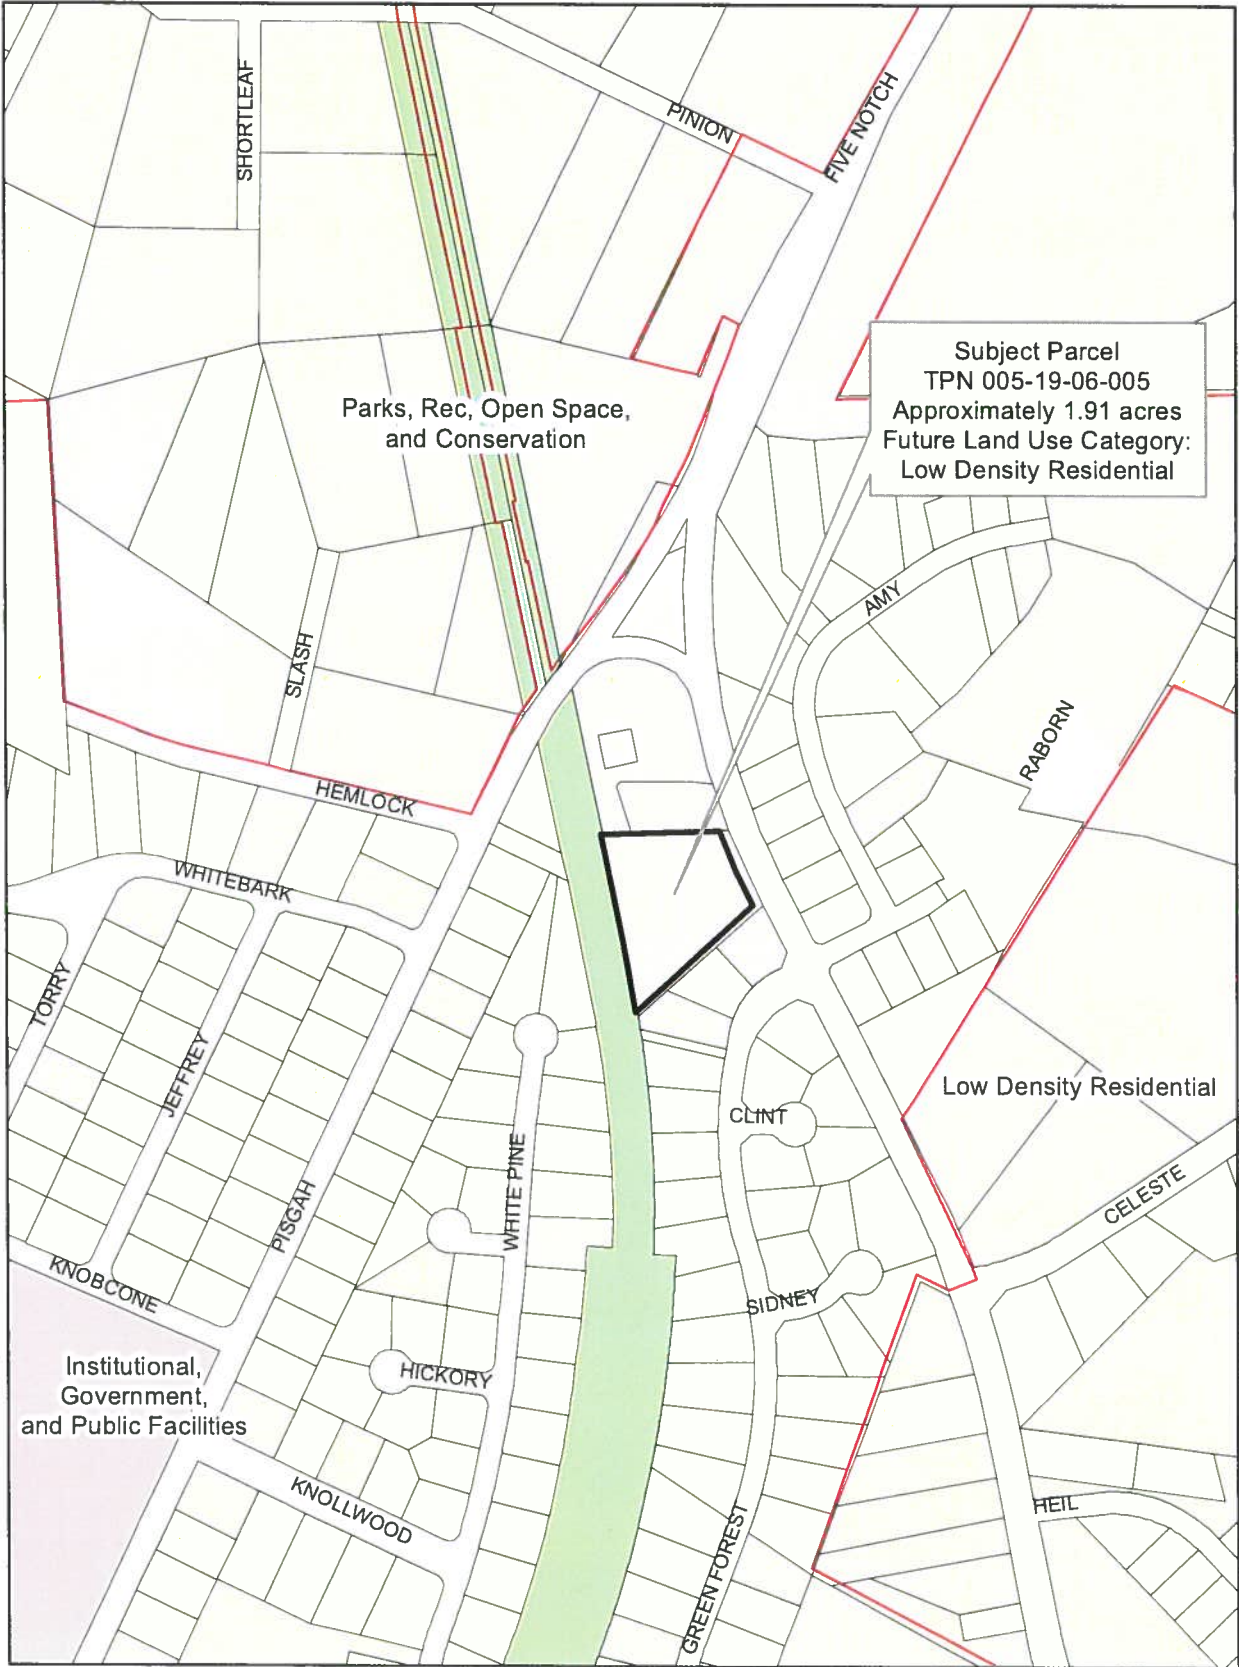 SHORTLEAF
PINION
FIVE NOTCH
Subject Parcel
TPN 005-19-06-005
Approximately 1.91 acres
Future Land Use Category:
Low Density Residential
Parks, Rec, Open Space,
and Conservation
AMY
SLASH
RABORN
HEMLOCK
WHITEBARK
TORRY
JEFFREY
Low Density Residential
CLINT
WHITE PINE
PISGAH
CELESTE
KNOBCONE
SIDNEY
Institutional,
Government,
and Public Facilities
HICKORY
KNOLLWOOD
HEIL
GREEN FOREST